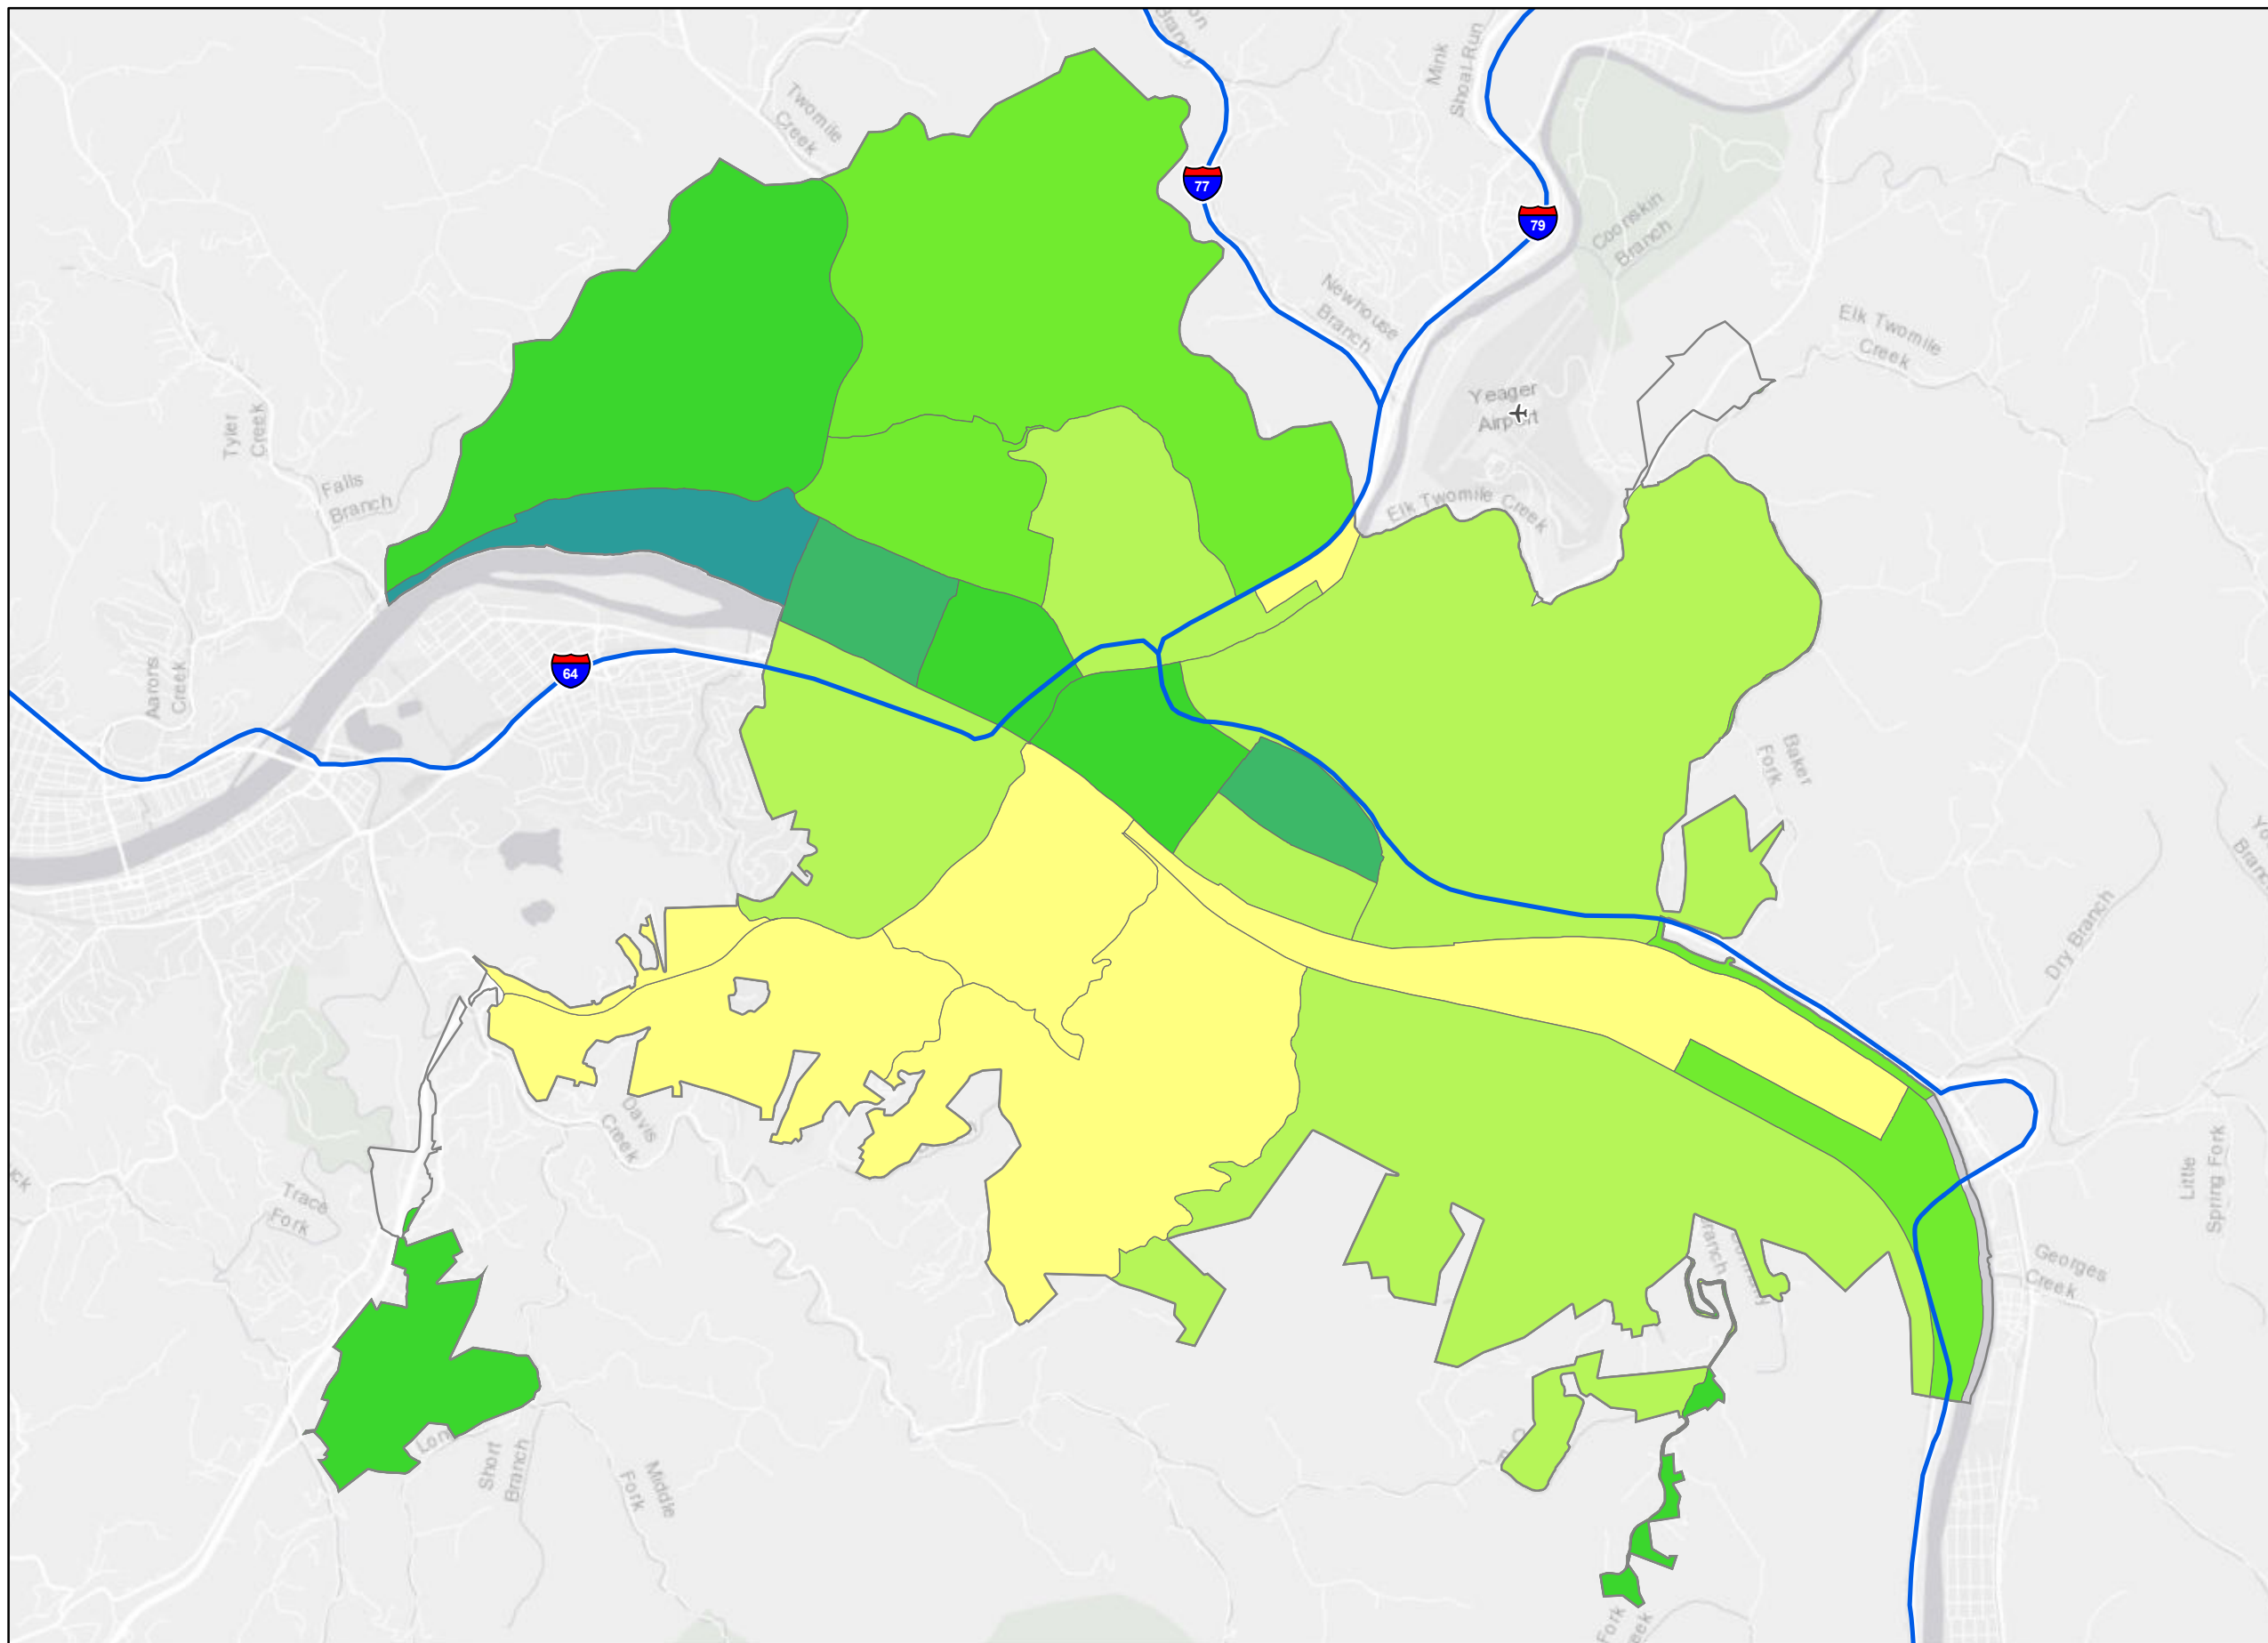 Branch
Mink
Shoal Run
Twomile
Creek
77
79
Coonskin
Branch
Newhouse
Branch
Elk Twomile
Creek
Yeager
Airport
Tyler
Creek
Falls
Branch
Elk Twomile Creek
64
Aarons
Creek
Baker
Fork
Dry Branch
Davis
Creek
Little
Spring Fork
Trace
Fork
Georges
Creek
Short
Branch
Middle
Fork
Fork